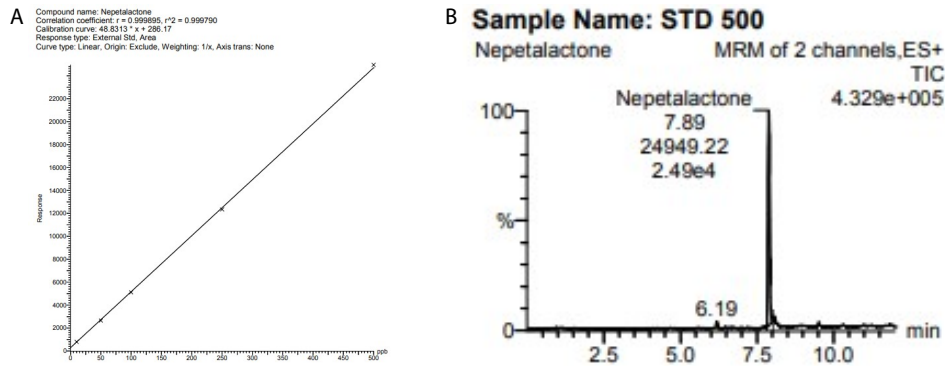 A
Compound name: Nepetalactone
Correlation coefficient: r = 0.999895, r^2 = 0.999790
Calibration curve: 48.8313 * x + 286.17
Response type: External Std, Area
Curve type: Linear, Origin: Exclude, Weighting: 1/x, Axis trans: None
22000
20000
18000
16000
14000
12000
10000
8000
6000
4000
2000
0
Response
0 50 100 150 200 250 300 350 400 450 500 ppb
B
Sample Name: STD 500
Nepetalactone MRM of 2 channels,ES+
TIC
Nepetalactone 4.329e+005
7.89
24949.22
2.49e4
100
%
0
6.19
2.5 5.0 7.5 10.0 min